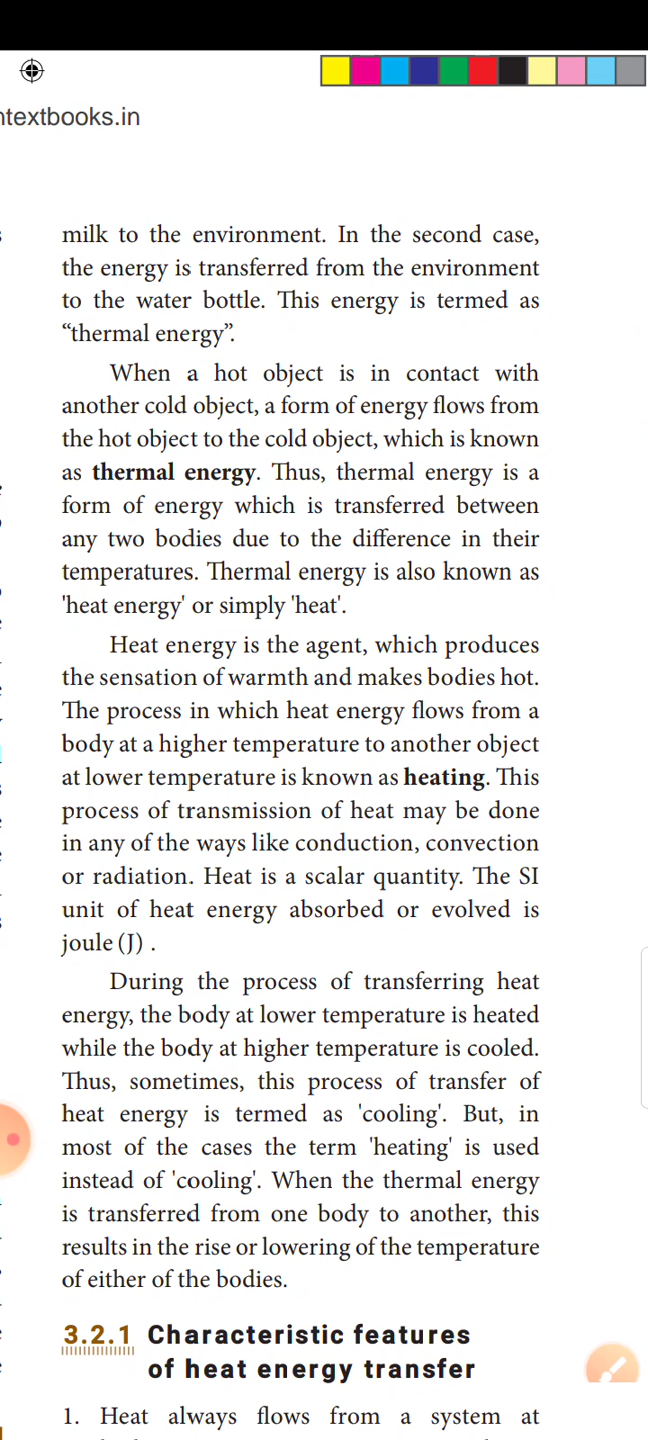 ntextbooks.in
milk to the environment. In the second case,
the energy is transferred from the environment
to the water bottle. This energy is termed as
“thermal energy”.
When a hot object is in contact with
another cold object, a form of energy flows from
the hot object to the cold object, which is known
as thermal energy. Thus, thermal energy is a
form of energy which is transferred between
any two bodies due to the difference in their
temperatures. Thermal energy is also known as
'heat energy' or simply 'heat'.
Heat energy is the agent, which produces
the sensation of warmth and makes bodies hot.
The process in which heat energy flows from a
body at a higher temperature to another object
at lower temperature is known as heating. This
process of transmission of heat may be done
in any of the ways like conduction, convection
or radiation. Heat is a scalar quantity. The SI
unit of heat energy absorbed or evolved is
joule (J) .
During the process of transferring heat
energy, the body at lower temperature is heated
while the body at higher temperature is cooled.
Thus, sometimes, this process of transfer of
heat energy is termed as 'cooling'. But, in
most of the cases the term 'heating' is used
instead of 'cooling'. When the thermal energy
is transferred from one body to another, this
results in the rise or lowering of the temperature
of either of the bodies.
3.2.1 Characteristic features
of heat energy transfer
1. Heat always flows from a system at